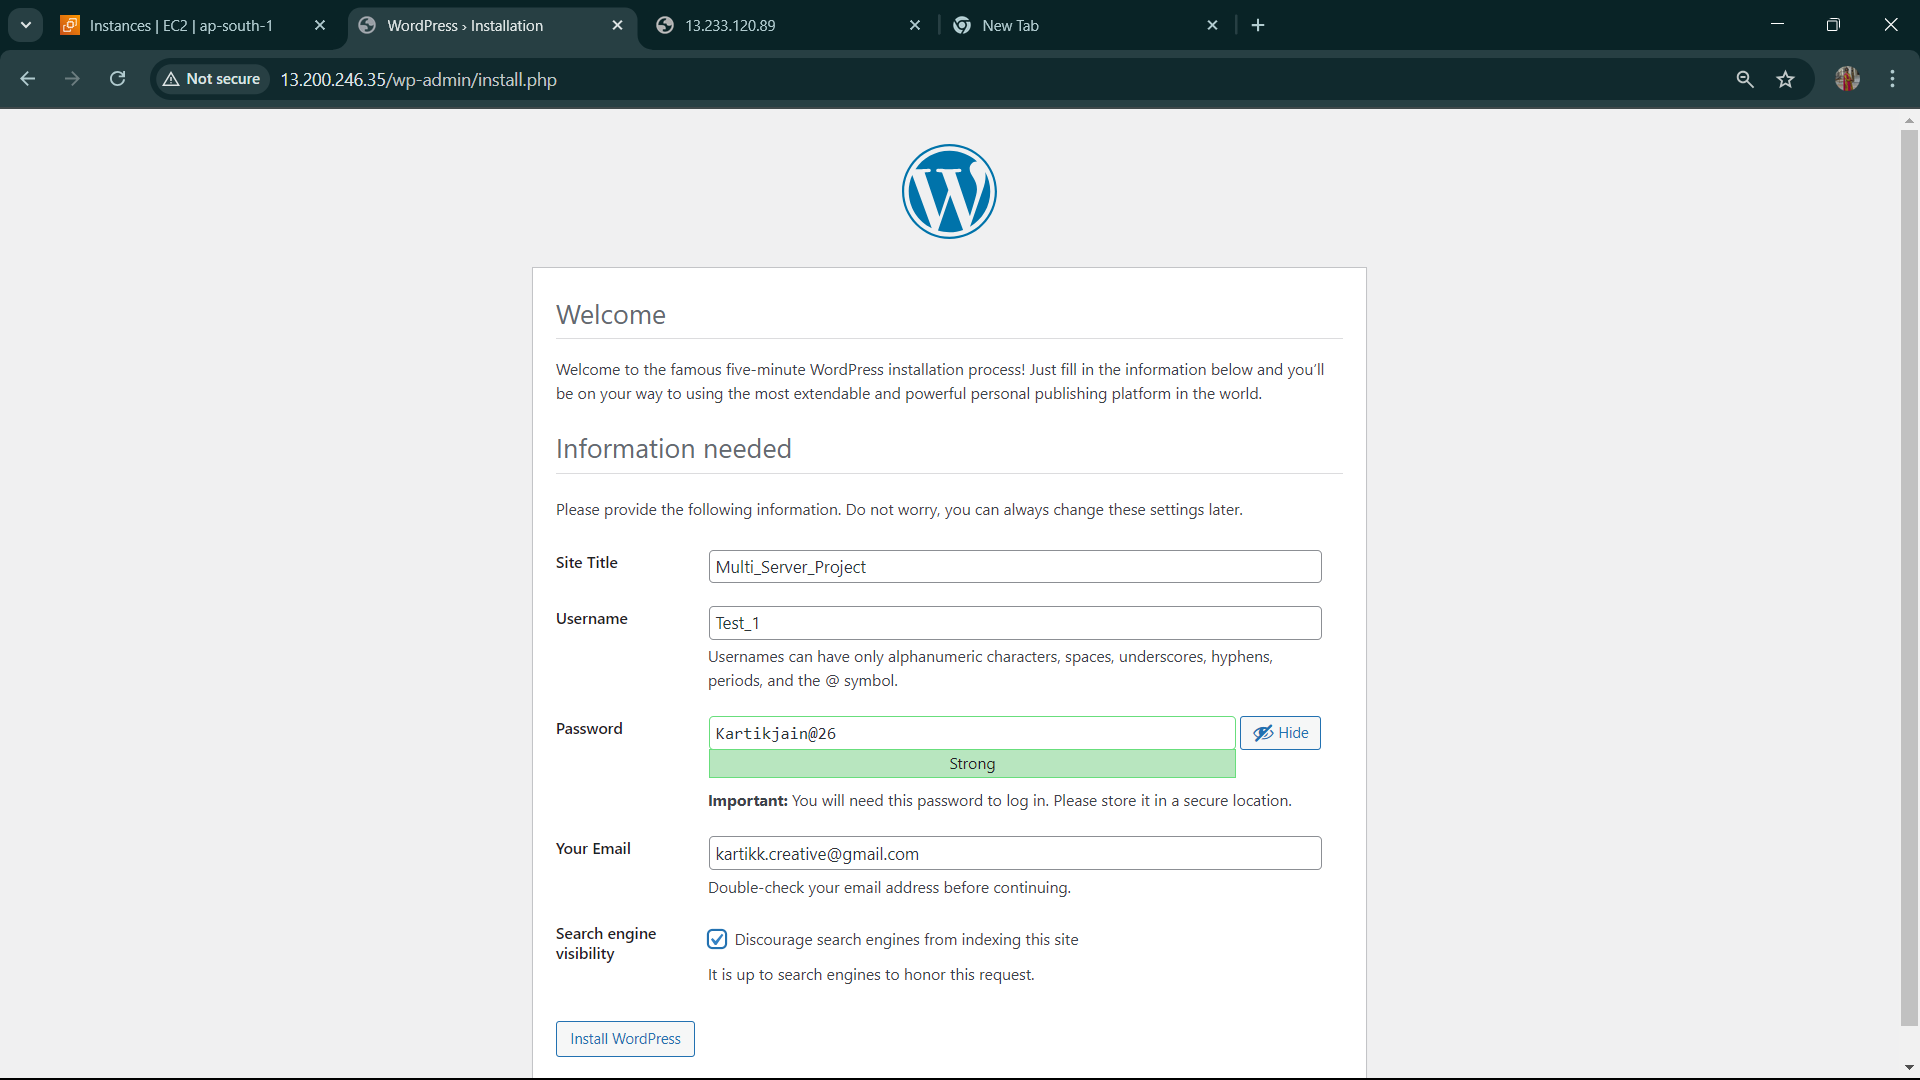 Instances | EC2 | ap-south-1
WordPress › Installation
13.233.120.89
New Tab
Not secure
13.200.246.35/wp-admin/install.php
Welcome
Welcome to the famous five-minute WordPress installation process! Just fill in the information below and you’ll
be on your way to using the most extendable and powerful personal publishing platform in the world.
Information needed
Please provide the following information. Do not worry, you can always change these settings later.
Site Title
Multi_Server_Project
Username
Test_1
Usernames can have only alphanumeric characters, spaces, underscores, hyphens,
periods, and the @ symbol.
Password
Kartikjain@26
Hide
Strong
Important: You will need this password to log in. Please store it in a secure location.
Your Email
kartikk.creative@gmail.com
Double-check your email address before continuing.
Search engine
visibility
Discourage search engines from indexing this site
It is up to search engines to honor this request.
Install WordPress